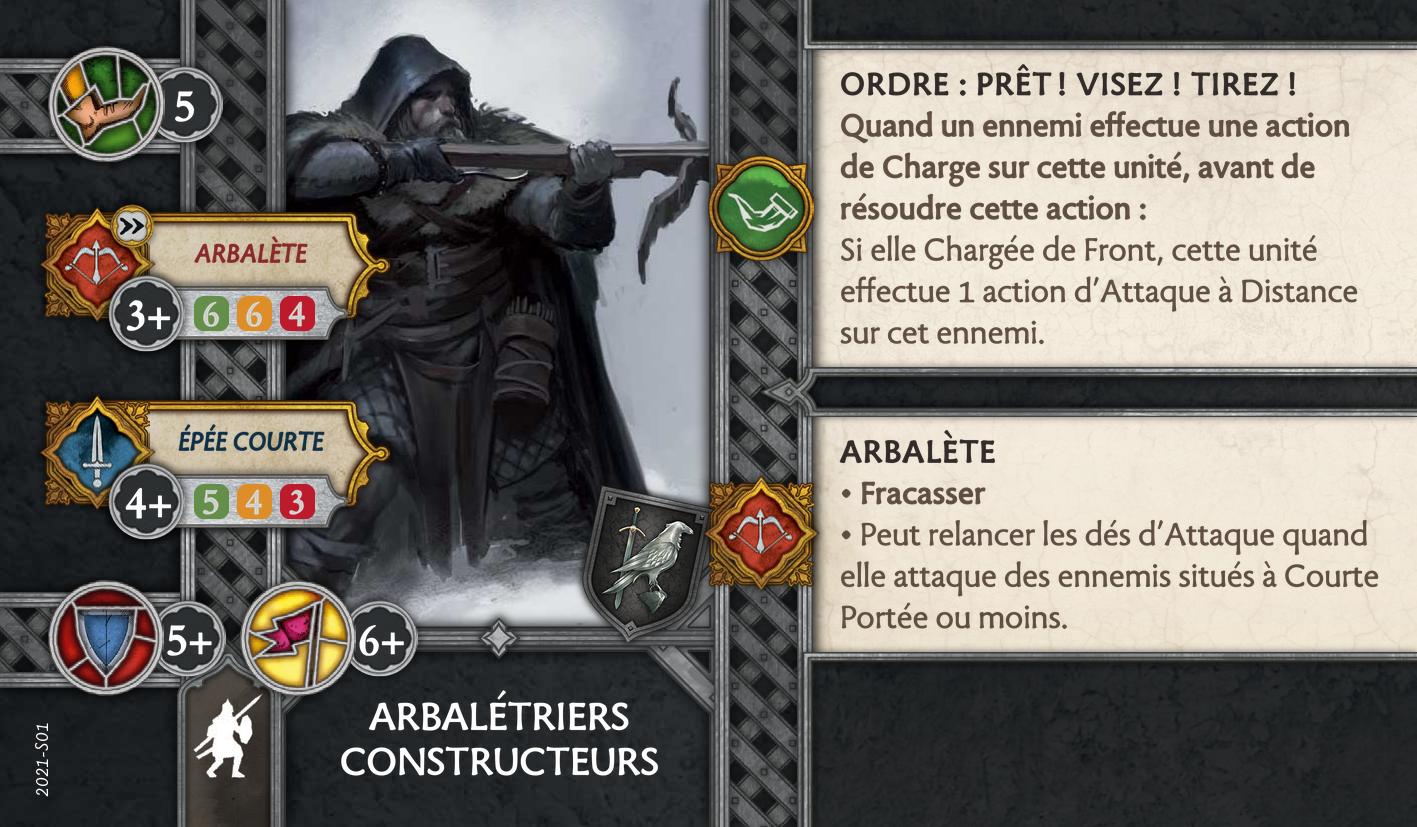 5
ARBALÈTE
3+ 6 6 4
ÉPÉE COURTE
4+ 5 4 3
5+ 6+
ARBALÉTRIERS
CONSTRUCTEURS
2021-S01
ORDRE : PRÊT ! VISEZ ! TIREZ !
Quand un ennemi effectue une action
de Charge sur cette unité, avant de
résoudre cette action :
Si elle Chargée de Front, cette unité
effectue 1 action d'Attaque à Distance
sur cet ennemi.
ARBALÈTE
• Fracasser
• Peut relancer les dés d'Attaque quand
elle attaque des ennemis situés à Courte
Portée ou moins.